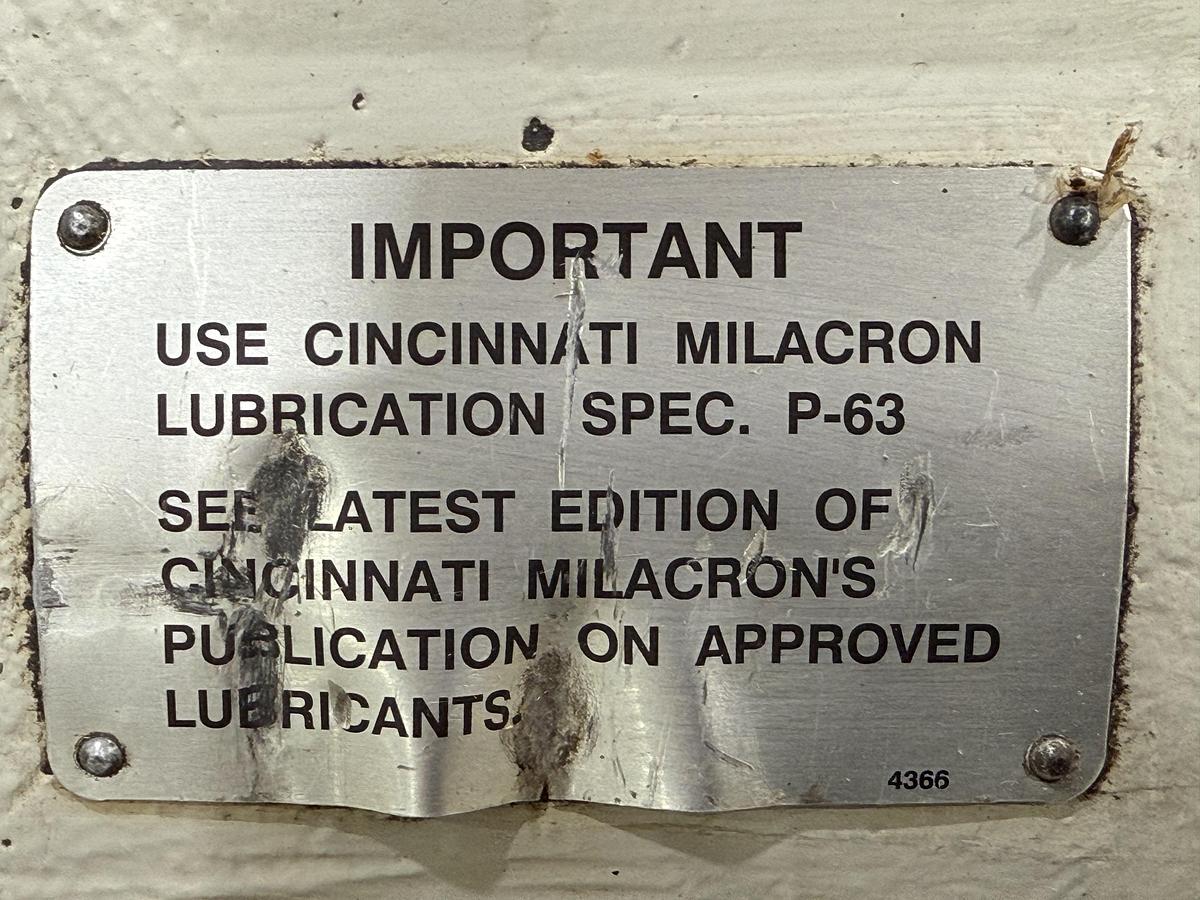 IMPORTANT
USE CINCINNATI MILACRON
LUBRICATION SPEC. P-63
SEE LATEST EDITION OF
CINCINNATI MILACRON'S
PUBLICATION ON APPROVED
LUBRICANTS.
4366